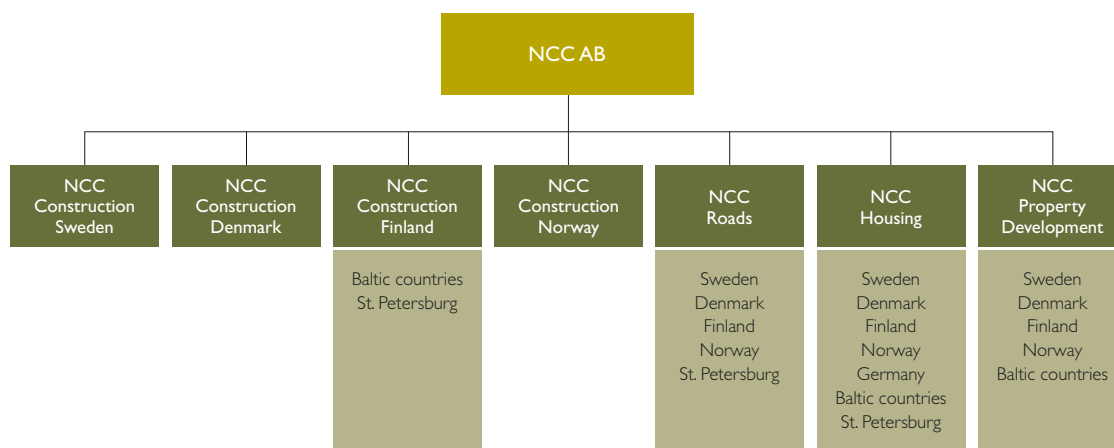 NCC AB
NCC
Construction
Sweden
NCC
Construction
Denmark
NCC
Construction
Finland
NCC
Construction
Norway
NCC
Roads
NCC
Housing
NCC
Property
Development
Baltic countries
St. Petersburg
Sweden
Denmark
Finland
Norway
St. Petersburg
Sweden
Denmark
Finland
Norway
Germany
Baltic countries
St. Petersburg
Sweden
Denmark
Finland
Norway
Baltic countries